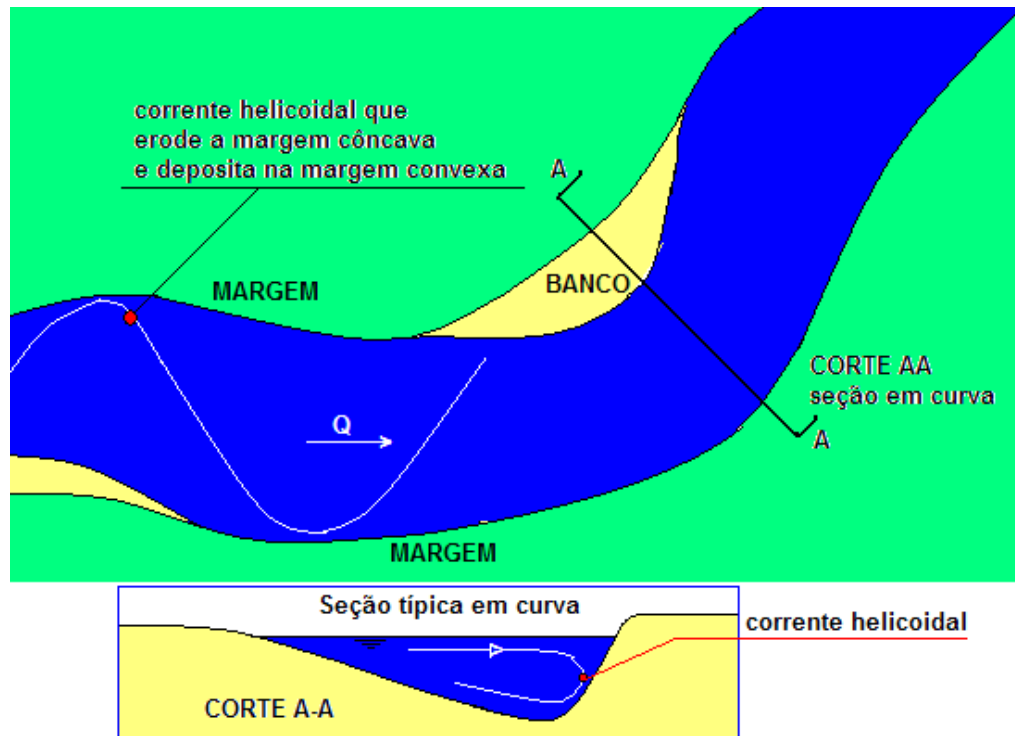 corrente helicoidal que
erode a margem côncava
e deposita na margem convexa
A
MARGEM
BANCO
CORTE AA
seção em curva
Q
A
MARGEM
Seção típica em curva
corrente helicoidal
CORTE A-A